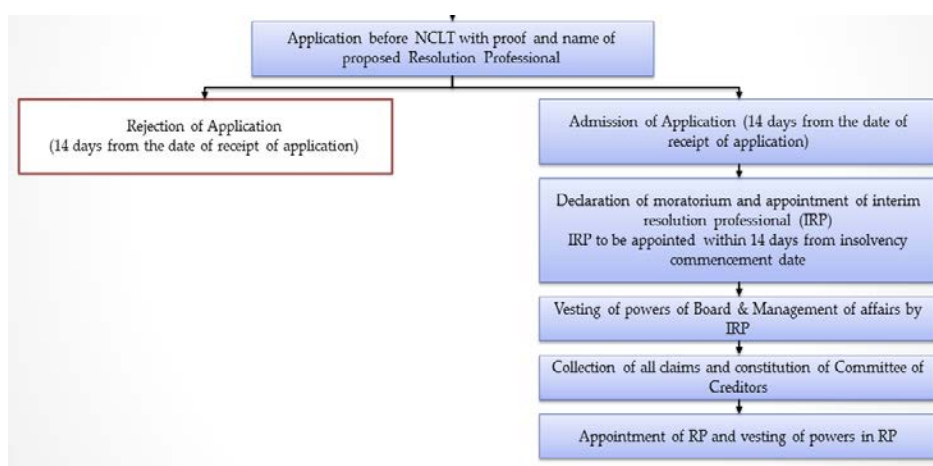 Application before NCLT with proof and name of
proposed Resolution Professional
Rejection of Application
(14 days from the date of receipt of application)
Admission of Application (14 days from the date of
receipt of application)
Declaration of moratorium and appointment of interim
resolution professional (IRP)
IRP to be appointed within 14 days from insolvency
commencement date
Vesting of powers of Board & Management of affairs by
IRP
Collection of all claims and constitution of Committee of
Creditors
Appointment of RP and vesting of powers in RP